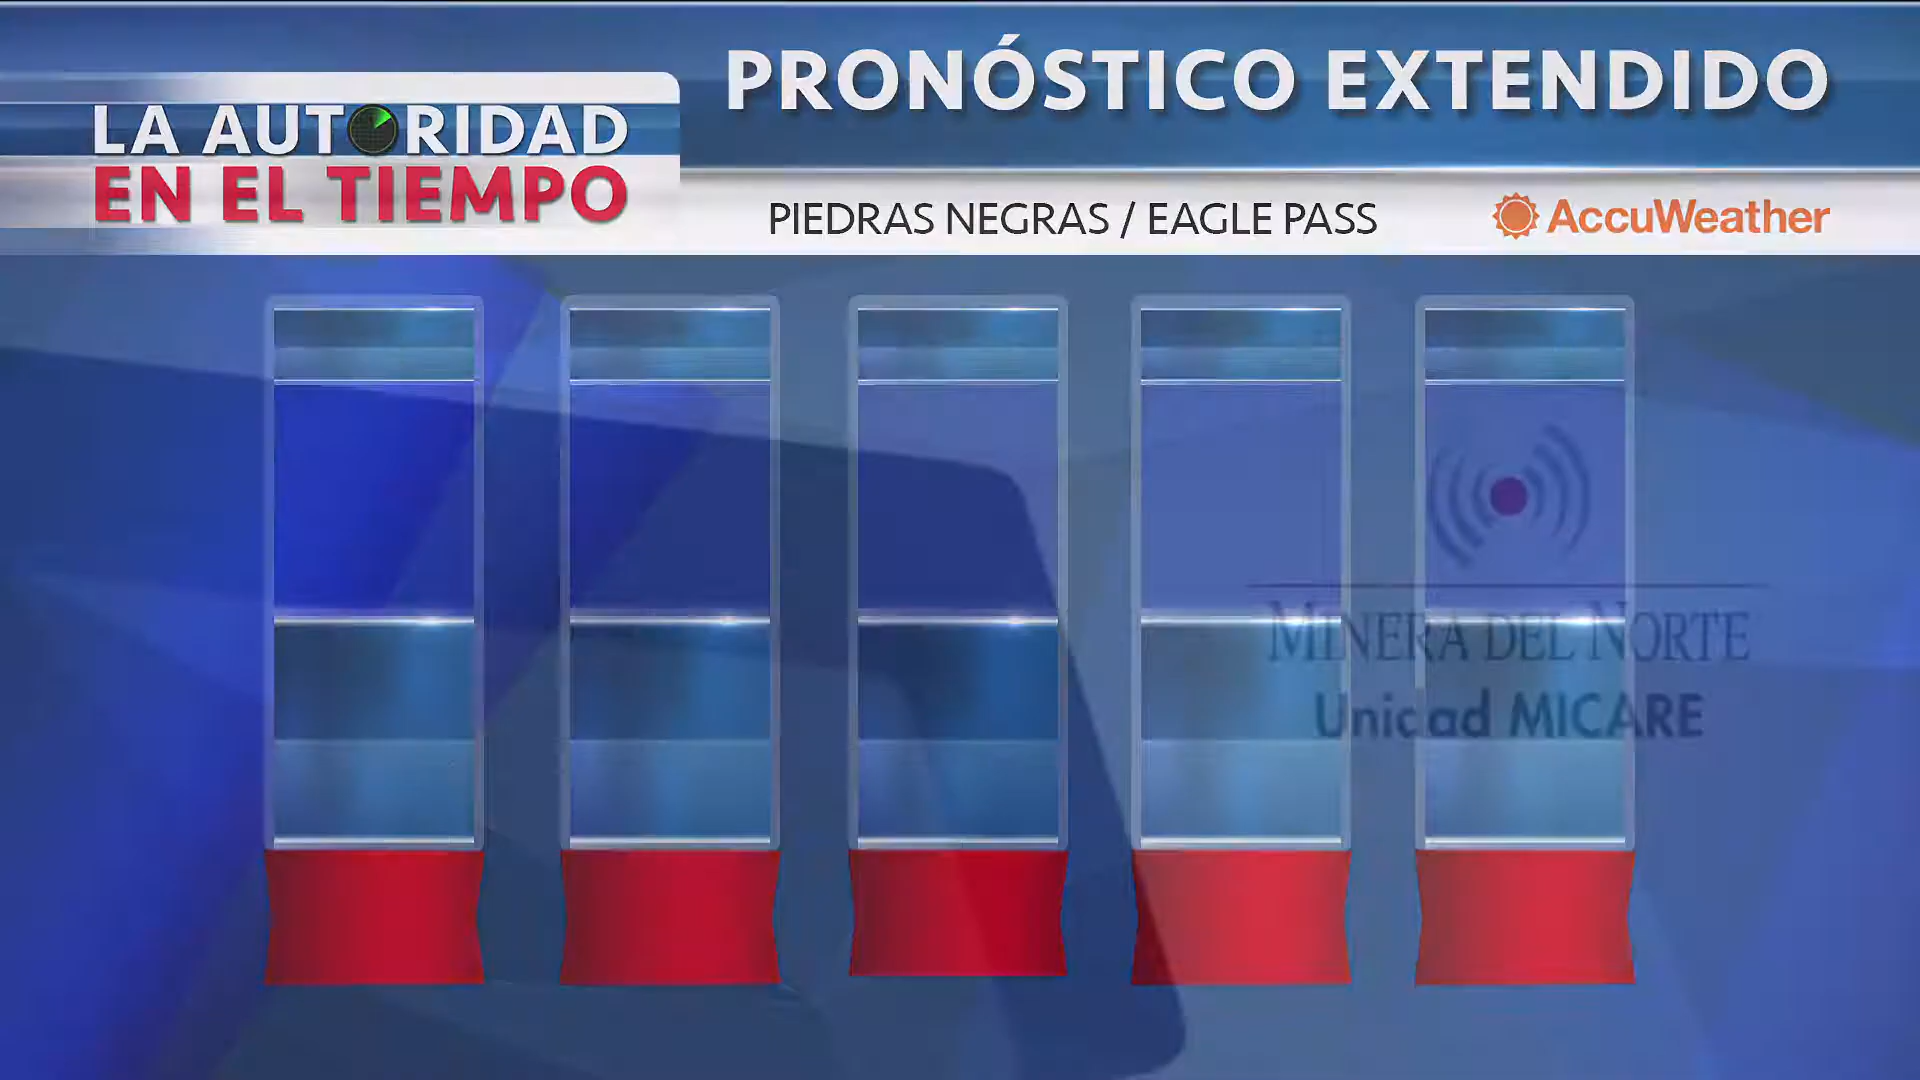 PRONÓSTICO EXTENDIDO
LA AUTORIDAD
EN EL TIEMPO
PIEDRAS NEGRAS / EAGLE PASS
AccuWeather
MINERA DEL NORTE
Unidad MICARE